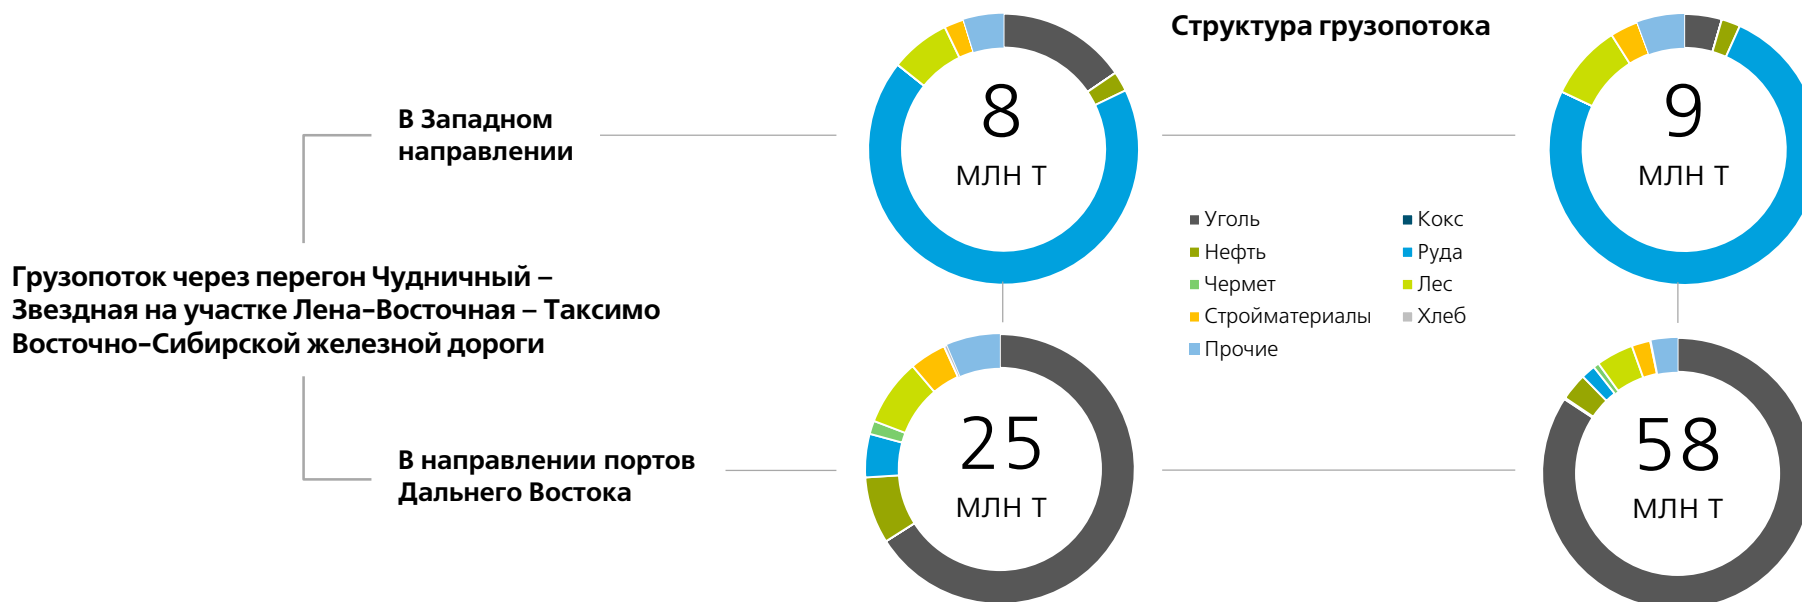 Структура грузопотока
В Западном
направлении
8
МЛН Т
9
МЛН Т
Уголь
Кокс
Нефть
Руда
Чермет
Лес
Стройматериалы
Хлеб
Прочие
Грузопоток через перегон Чудничный –
Звездная на участке Лена-Восточная – Таксимо
Восточно-Сибирской железной дороги
В направлении портов
Дальнего Востока
25
МЛН Т
58
МЛН Т